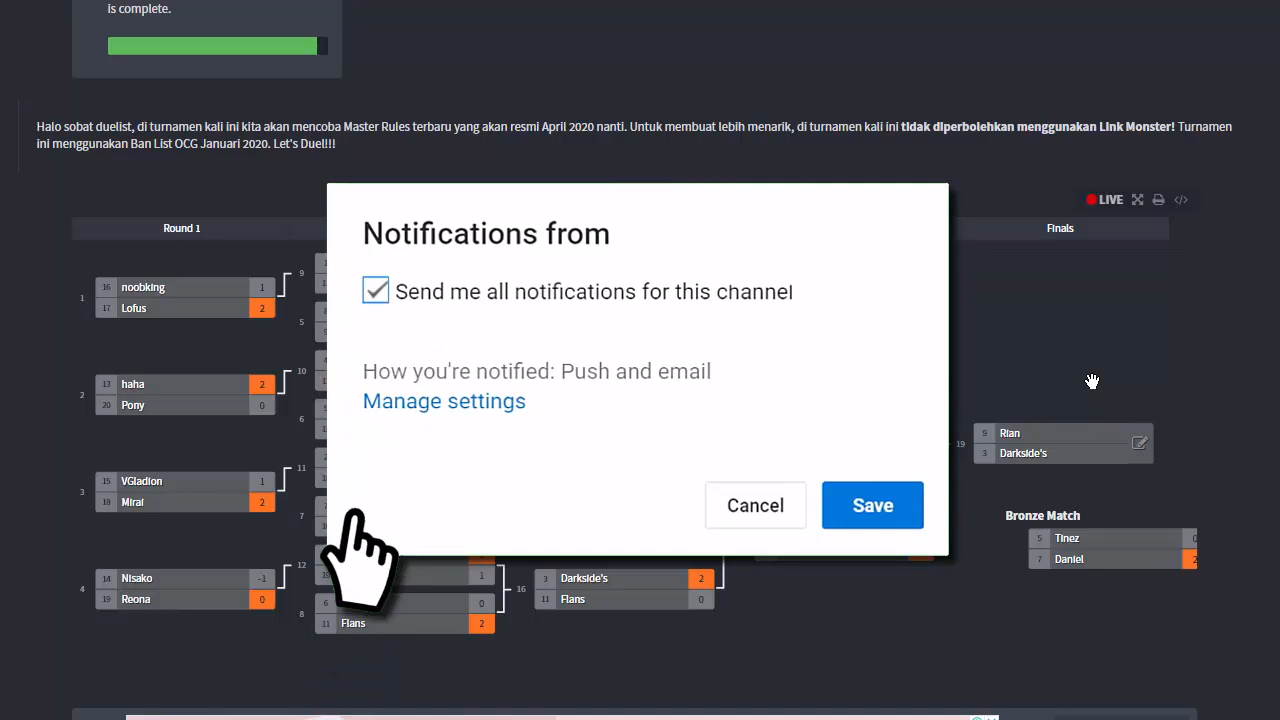 is complete.
Halo sobat duelist, di turnamen kali ini kita akan mencoba Master Rules terbaru yang akan resmi April 2020 nanti. Untuk membuat lebih menarik, di turnamen kali ini tidak diperbolehkan menggunakan Link Monster! Turnamen
ini menggunakan Ban List OCG Januari 2020. Let's Duel!!!
LIVE
Round 1
Finals
Notifications from
Send me all notifications for this channel
How you're notified: Push and email
Manage settings
Cancel
Save
1
16 noobking 1
17 Lofus 2
9
5
2
13 haha 2
20 Pony 0
10
6
3
15 VGladion 1
18 Mirai 2
11
7
4
14 Nisako -1
19 Reona 0
12
1
8
6 0
11 Flans 2
16
3 Darkside's 2
11 Flans 0
19
9 Rian
3 Darkside's
Bronze Match
5 Tinez 0
7 Daniel 2